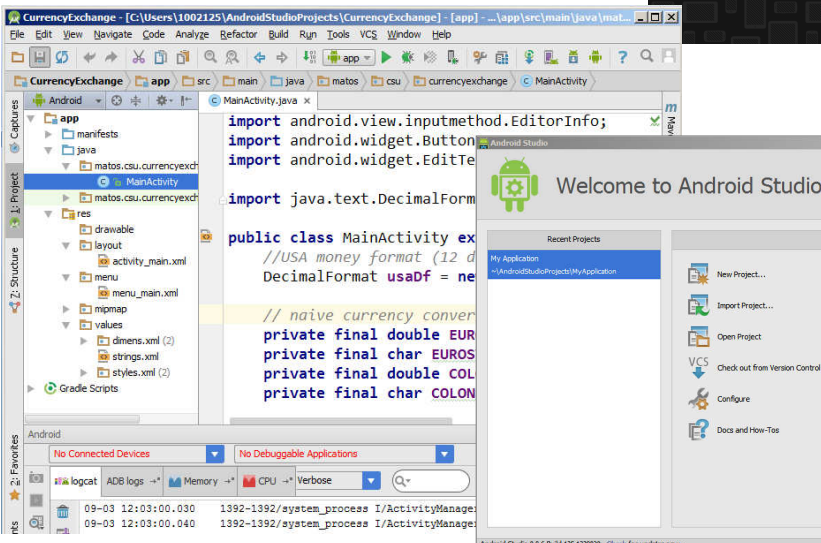 CurrencyExchange - [C:\Users\1002125\AndroidStudioProjects\CurrencyExchange] - [app] - ...\app\src\main\java\mat...
File Edit View Navigate Code Analyze Refactor Build Run Tools VCS Window Help
app
CurrencyExchange app src main java matos csu currencyexchange MainActivity
Captures
1: Project
Z: Structure
2: Favorites
nts
Android
app
manifests
java
matos.csu.currencyexch
MainActivity
matos.csu.currencyexch
res
drawable
layout
activity_main.xml
menu
menu_main.xml
mipmap
values
dimens.xml (2)
strings.xml
styles.xml (2)
Gradle Scripts
MainActivity.java ×
import android.view.inputmethod.EditorInfo;
import android.widget.Button
import android.widget.EditTe
import java.text.DecimalForm
public class MainActivity ex
//USA money format (12 d
DecimalFormat usaDf = ne
// naive currency conver
private final double EUR
private final char EUROS
private final double COL
private final char COLON
m
Mav
Android
No Connected Devices
No Debuggable Applications
logcat ADB logs Memory CPU Verbose
09-03 12:03:00.030 1392-1392/system_process I/ActivityManage
09-03 12:03:00.040 1392-1392/system_process I/ActivityManage
Android Studio
Welcome to Android Studio
Recent Projects
My Application
~\AndroidStudioProjects\MyApplication
New Project...
Import Project...
Open Project
VCS
Check out from Version Control
Configure
Docs and How-Tos